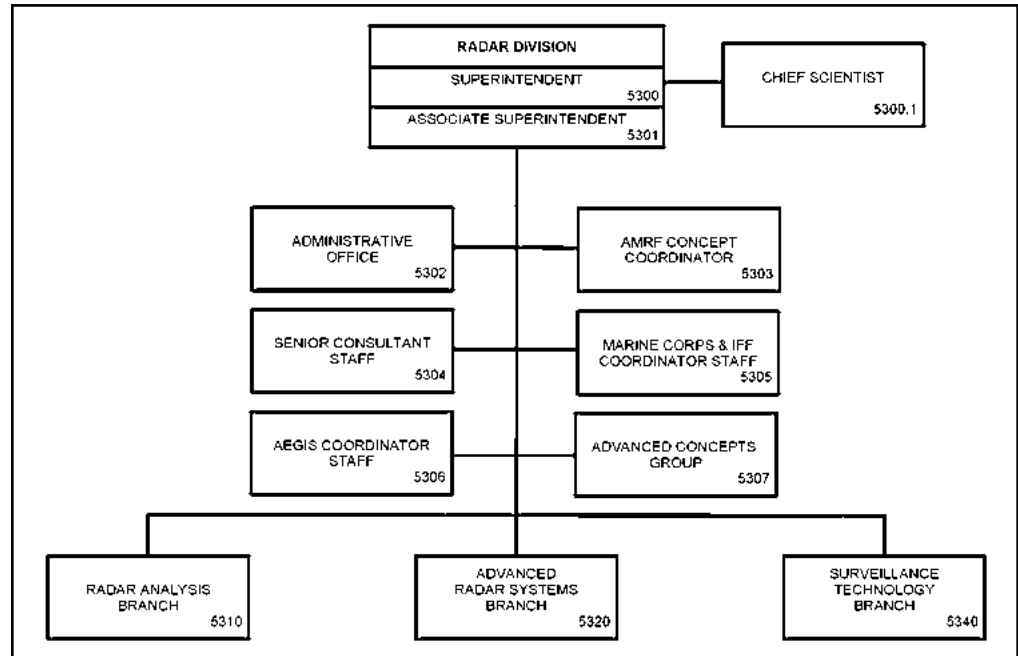 RADAR DIVISION
SUPERINTENDENT
5300
ASSOCIATE SUPERINTENDENT
5301
CHIEF SCIENTIST
5300.1
ADMINISTRATIVE
OFFICE
5302
AMRF CONCEPT
COORDINATOR
5303
SENIOR CONSULTANT
STAFF
5304
MARINE CORPS & IFF
COORDINATOR STAFF
5305
AEGIS COORDINATOR
STAFF
5306
ADVANCED CONCEPTS
GROUP
5307
RADAR ANALYSIS
BRANCH
5310
ADVANCED
RADAR SYSTEMS
BRANCH
5320
SURVEILLANCE
TECHNOLOGY
BRANCH
5340